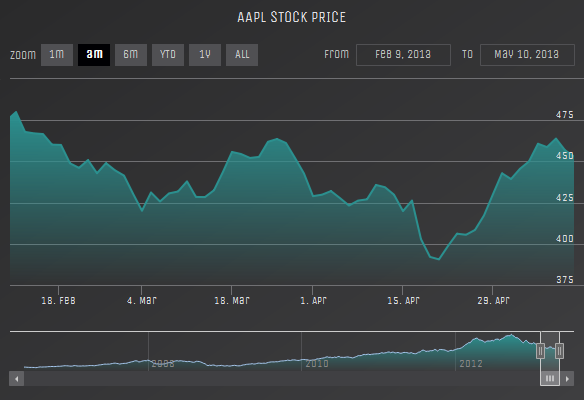 AAPL STOCK PRICE
Zoom 1m 3m 6m YTD 1y All From Feb 9, 2013 To May 10, 2013
475
450
425
400
375
18. Feb 4. Mar 18. Mar 1. Apr 15. Apr 29. Apr
2008 2010 2012